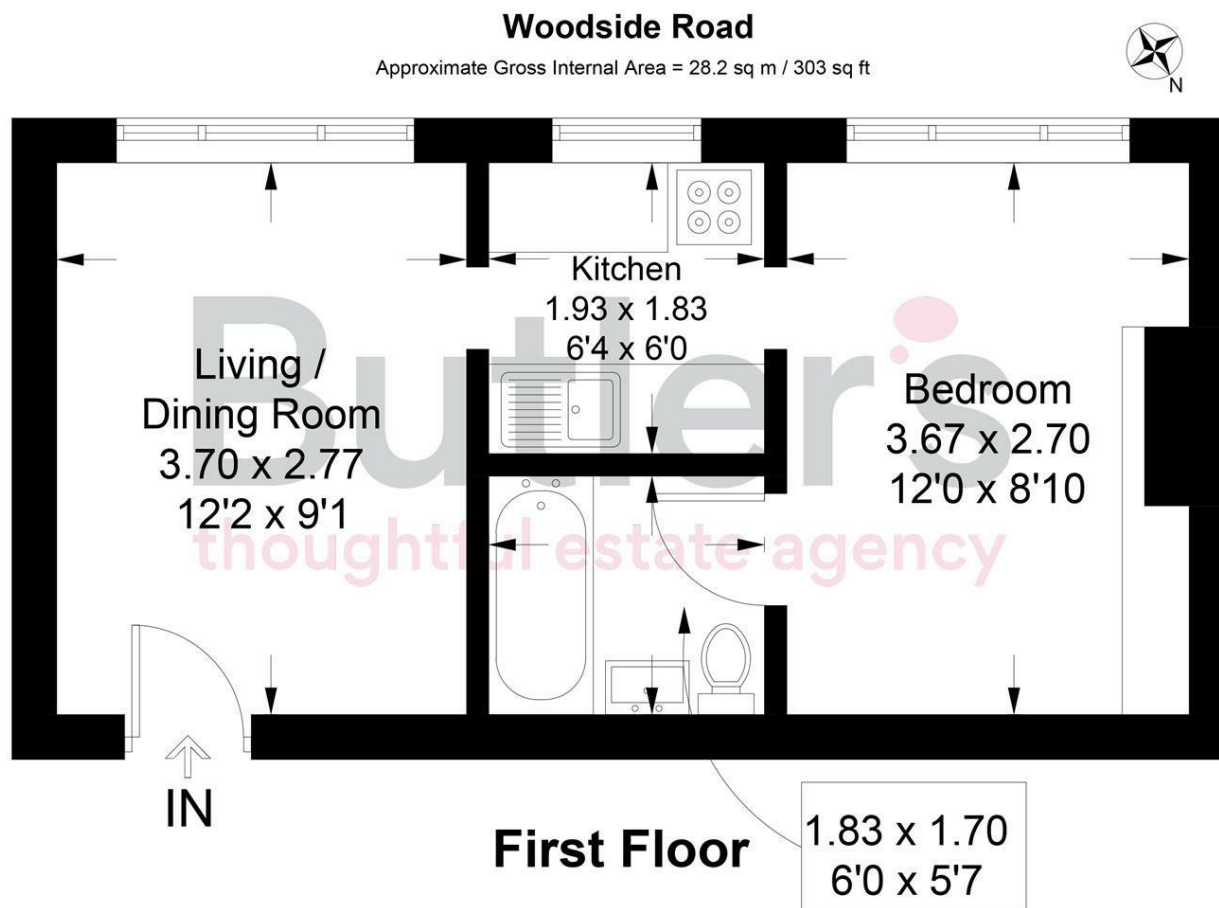 Woodside Road
Approximate Gross Internal Area = 28.2 sq m / 303 sq ft
N
Kitchen
1.93 x 1.83
6'4 x 6'0
Living /
Dining Room
3.70 x 2.77
12'2 x 9'1
Bedroom
3.67 x 2.70
12'0 x 8'10
Butler's
thoughtful estate agency
IN
First Floor
1.83 x 1.70
6'0 x 5'7